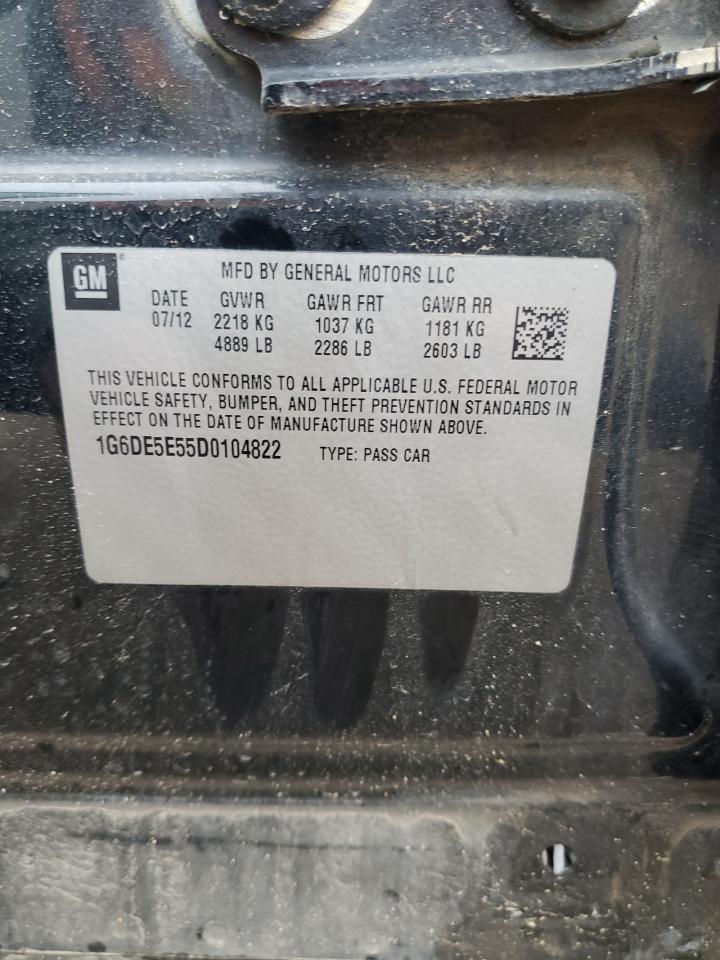 GM
MFD BY GENERAL MOTORS LLC
DATE GVWR GAWR FRT GAWR RR
07/12 2218 KG 1037 KG 1181 KG
4889 LB 2286 LB 2603 LB
THIS VEHICLE CONFORMS TO ALL APPLICABLE U.S. FEDERAL MOTOR
VEHICLE SAFETY, BUMPER, AND THEFT PREVENTION STANDARDS IN
EFFECT ON THE DATE OF MANUFACTURE SHOWN ABOVE.
1G6DE5E55D0104822 TYPE: PASS CAR